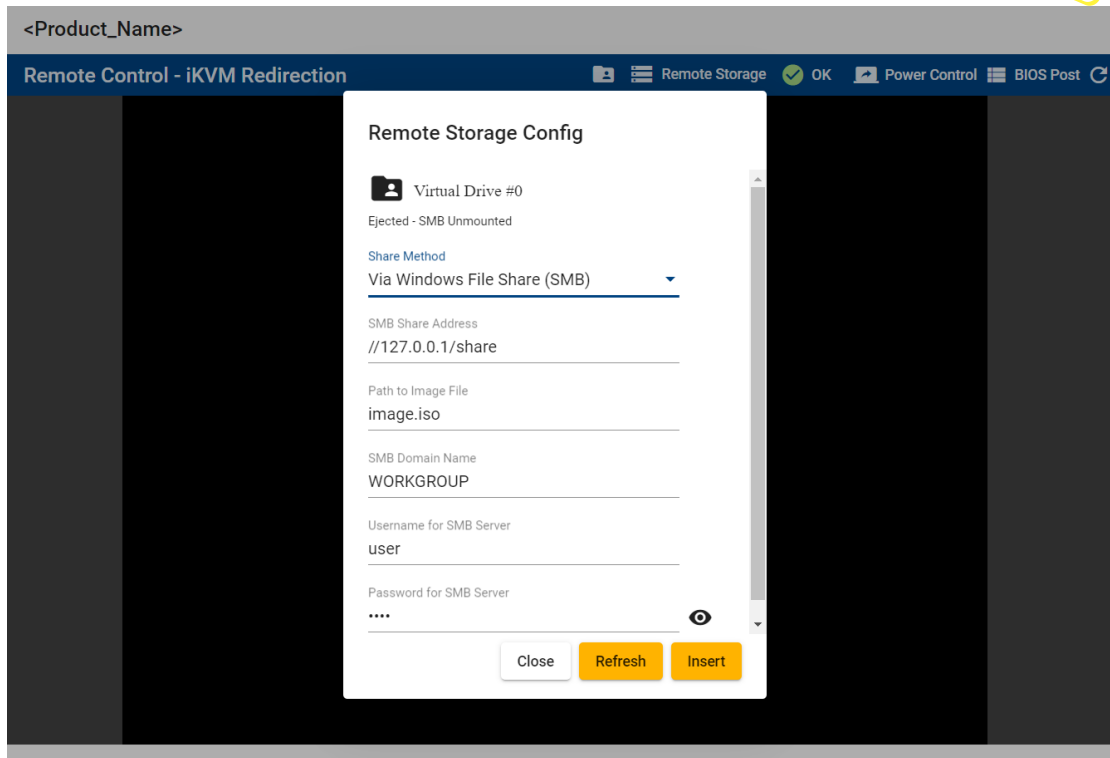 <Product_Name>
Remote Control - iKVM Redirection Remote Storage OK Power Control BIOS Post
Remote Storage Config
Virtual Drive #0
Ejected - SMB Unmounted
Share Method
Via Windows File Share (SMB)
SMB Share Address
//127.0.0.1/share
Path to Image File
image.iso
SMB Domain Name
WORKGROUP
Username for SMB Server
user
Password for SMB Server
••••
Close Refresh Insert